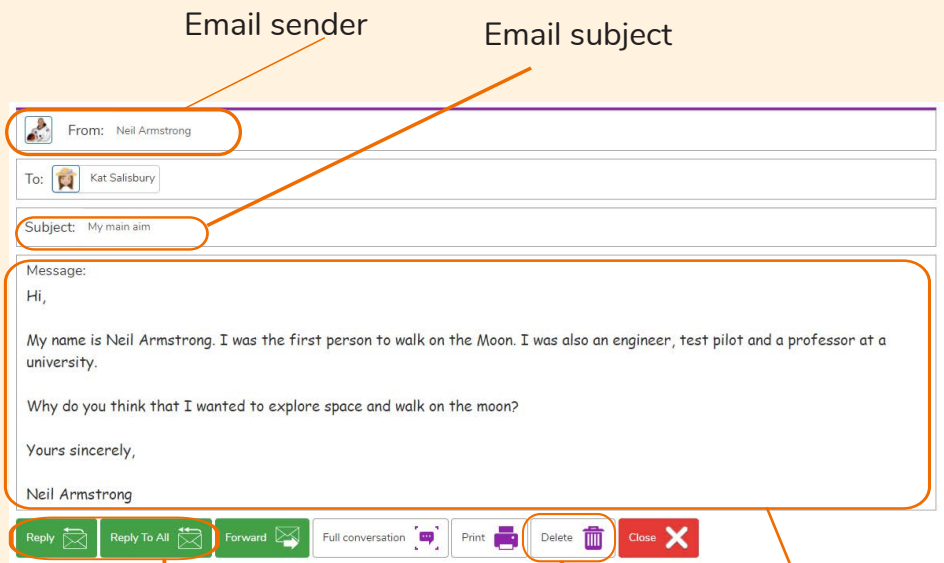 Email sender
Email subject
From: Neil Armstrong
To: Kat Salisbury
Subject: My main aim
Message:
Hi,
My name is Neil Armstrong. I was the first person to walk on the Moon. I was also an engineer, test pilot and a professor at a
university.
Why do you think that I wanted to explore space and walk on the moon?
Yours sincerely,
Neil Armstrong
Reply Reply To All Forward Full conversation Print Delete Close